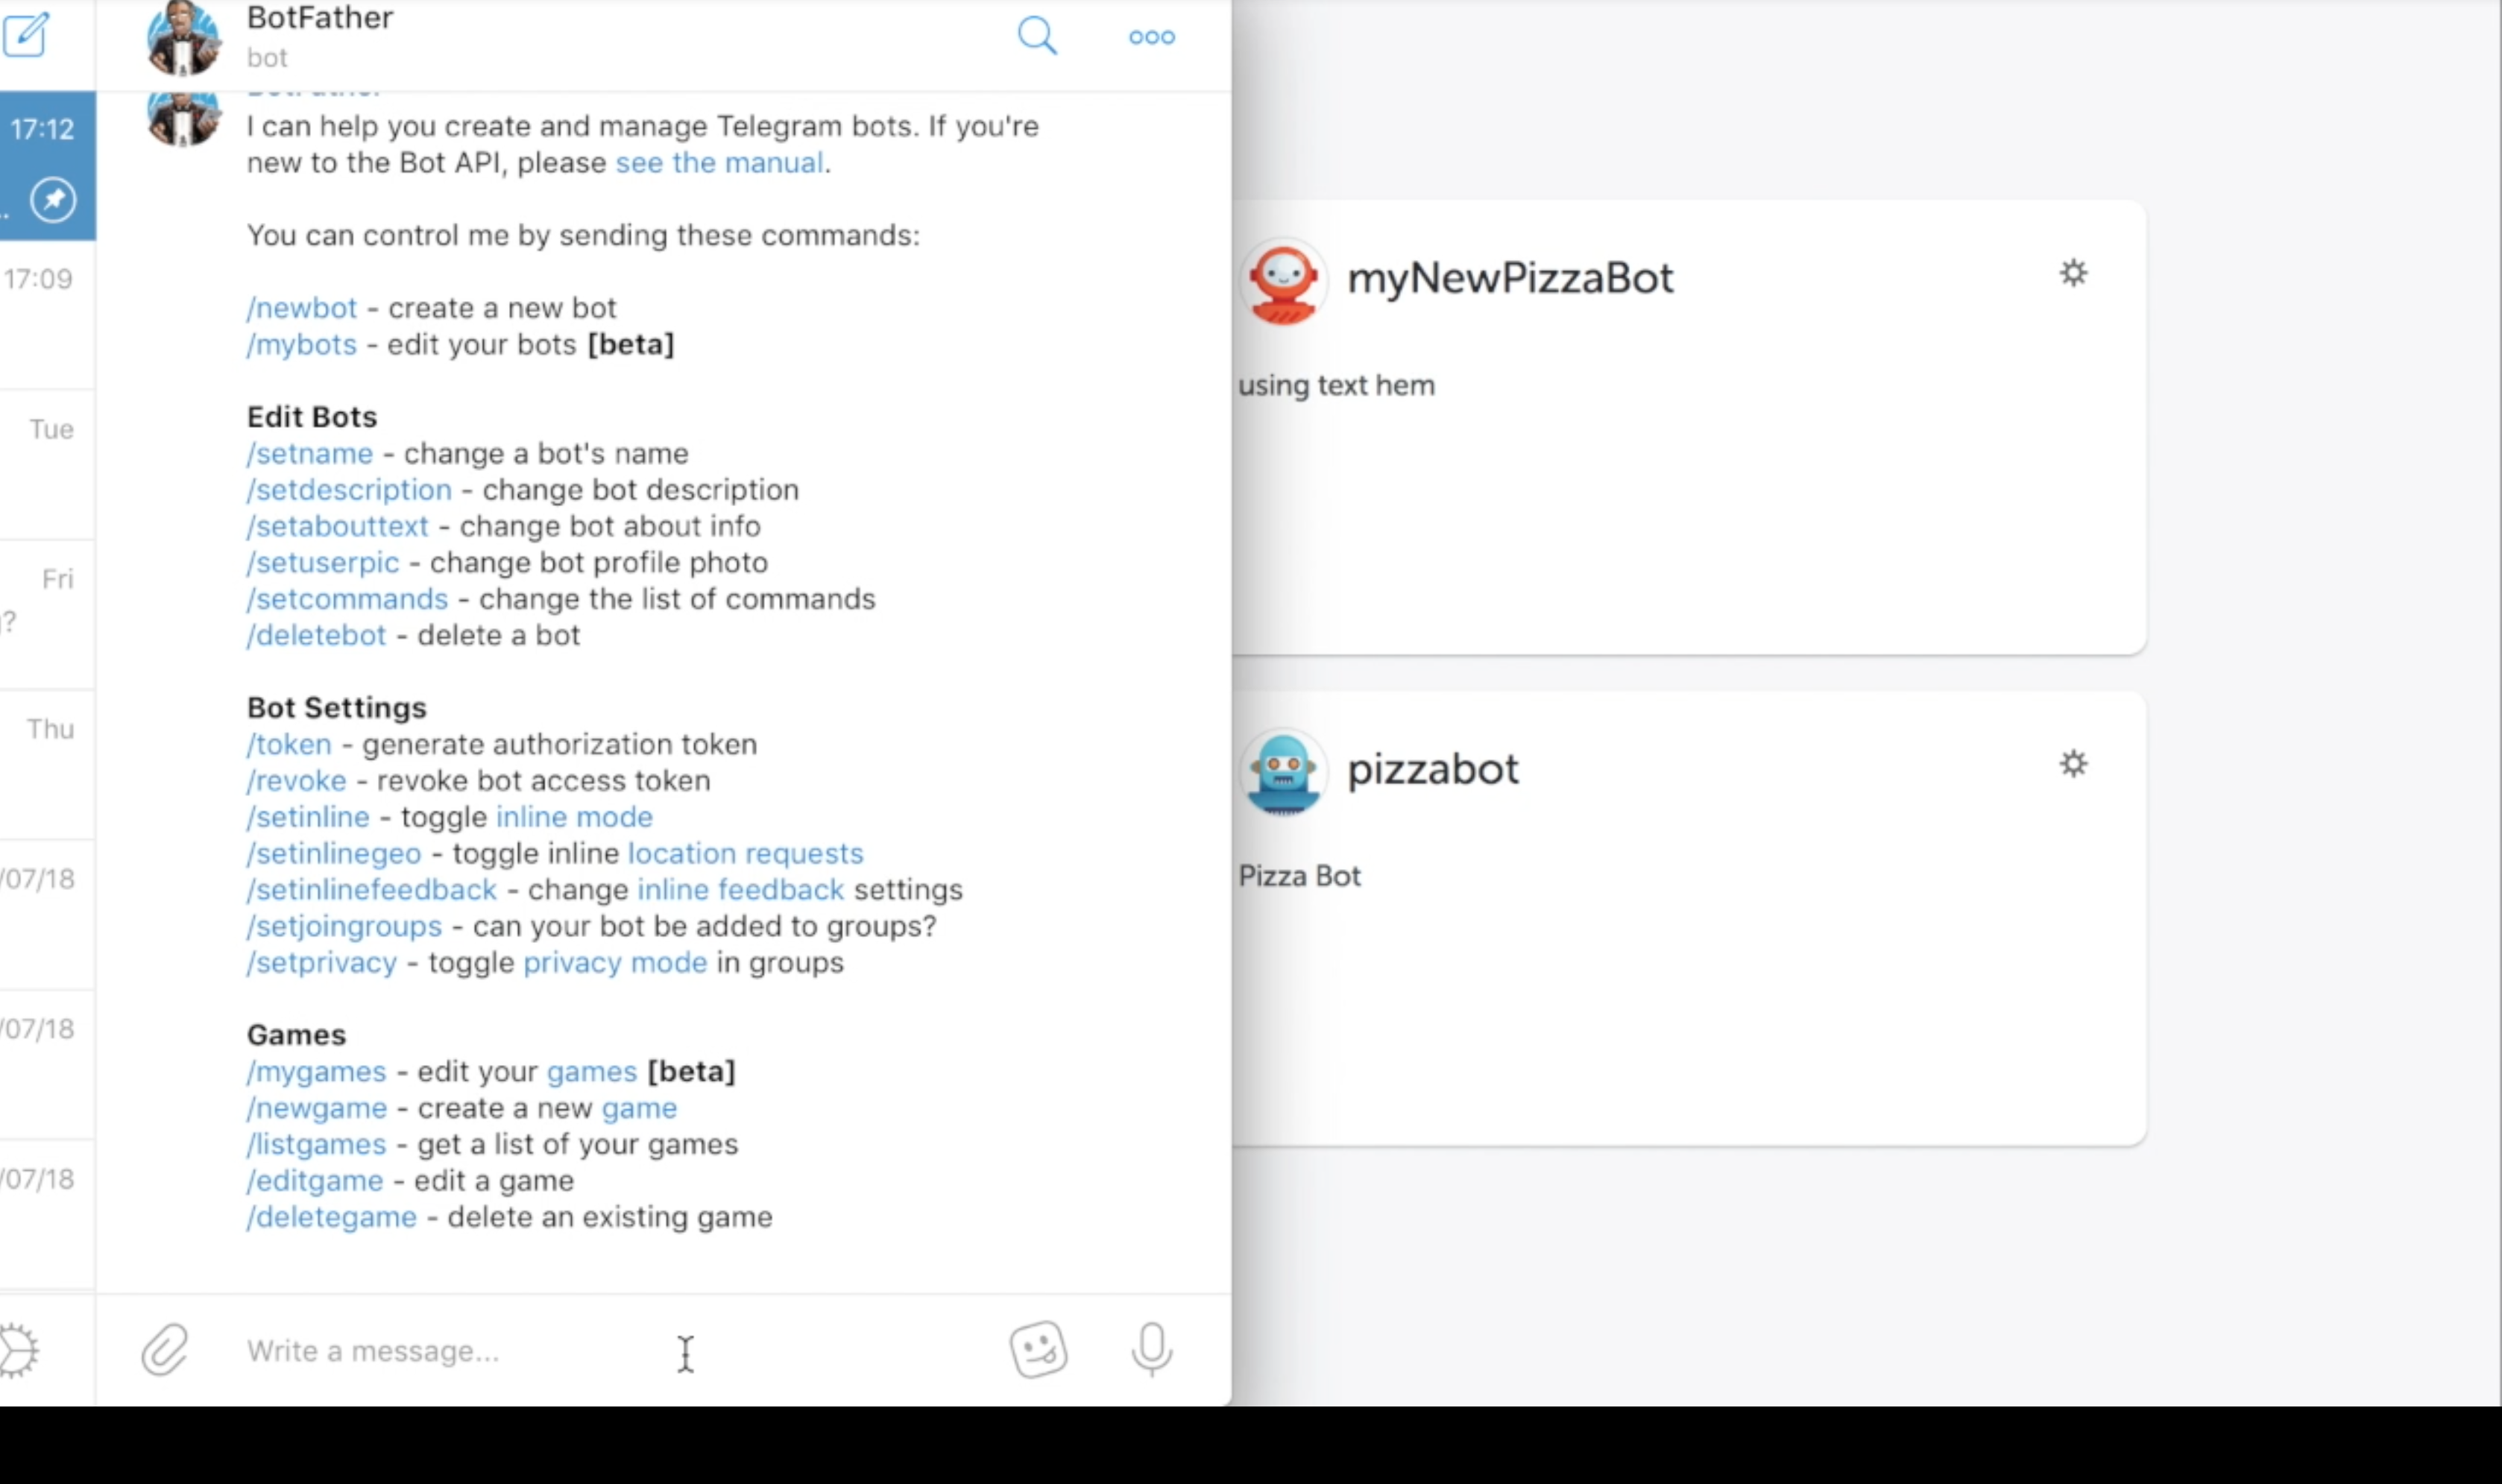 BotFather
bot
17:12
17:09
Tue
Fri
?
Thu
/07/18
/07/18
/07/18
I can help you create and manage Telegram bots. If you're
new to the Bot API, please see the manual.
You can control me by sending these commands:
/newbot - create a new bot
/mybots - edit your bots [beta]
Edit Bots
/setname - change a bot's name
/setdescription - change bot description
/setabouttext - change bot about info
/setuserpic - change bot profile photo
/setcommands - change the list of commands
/deletebot - delete a bot
Bot Settings
/token - generate authorization token
/revoke - revoke bot access token
/setinline - toggle inline mode
/setinlinegeo - toggle inline location requests
/setinlinefeedback - change inline feedback settings
/setjoingroups - can your bot be added to groups?
/setprivacy - toggle privacy mode in groups
Games
/mygames - edit your games [beta]
/newgame - create a new game
/listgames - get a list of your games
/editgame - edit a game
/deletegame - delete an existing game
Write a message...
myNewPizzaBot
using text hem
pizzabot
Pizza Bot